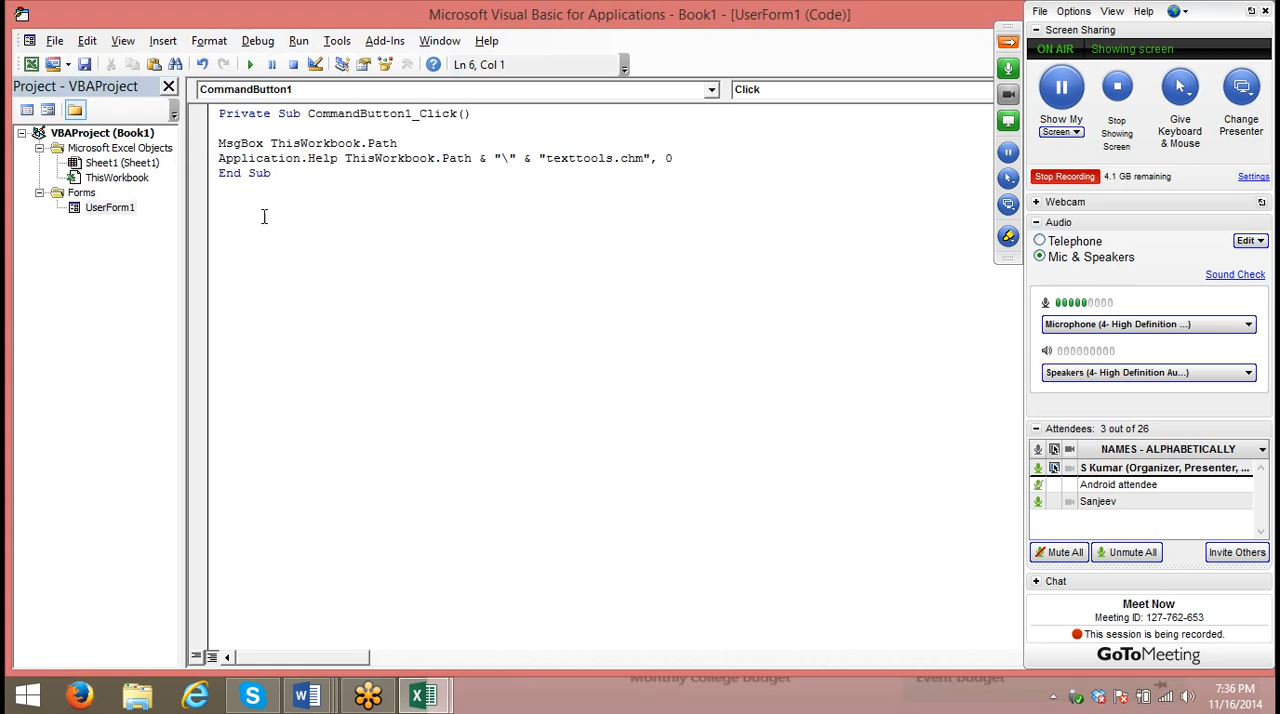 Microsoft Visual Basic for Applications - Book1 - [UserForm1 (Code)]
File Edit View Insert Format Debug Run Tools Add-Ins Window Help
Ln 6, Col 1
Project - VBAProject
CommandButton1
Click
VBAProject (Book1)
Microsoft Excel Objects
Sheet1 (Sheet1)
ThisWorkbook
Forms
UserForm1
Private Sub CommandButton1_Click()
MsgBox ThisWorkbook.Path
Application.Help ThisWorkbook.Path & "\" & "texttools.chm", 0
End Sub
File Options View Help
Screen Sharing
ON AIR Showing screen
Show My
Screen
Stop
Showing
Screen
Give
Keyboard
& Mouse
Change
Presenter
Stop Recording 4.1 GB remaining Settings
Webcam
Audio
Telephone
Edit
Mic & Speakers
Sound Check
Microphone (4- High Definition ...)
Speakers (4- High Definition Au...)
Attendees: 3 out of 26
NAMES - ALPHABETICALLY
S Kumar (Organizer, Presenter, ...
Android attendee
Sanjeev
Mute All Unmute All Invite Others
Chat
Meet Now
Meeting ID: 127-762-653
This session is being recorded.
GoToMeeting
Monthly college budget
Event budget
7:36 PM
11/16/2014